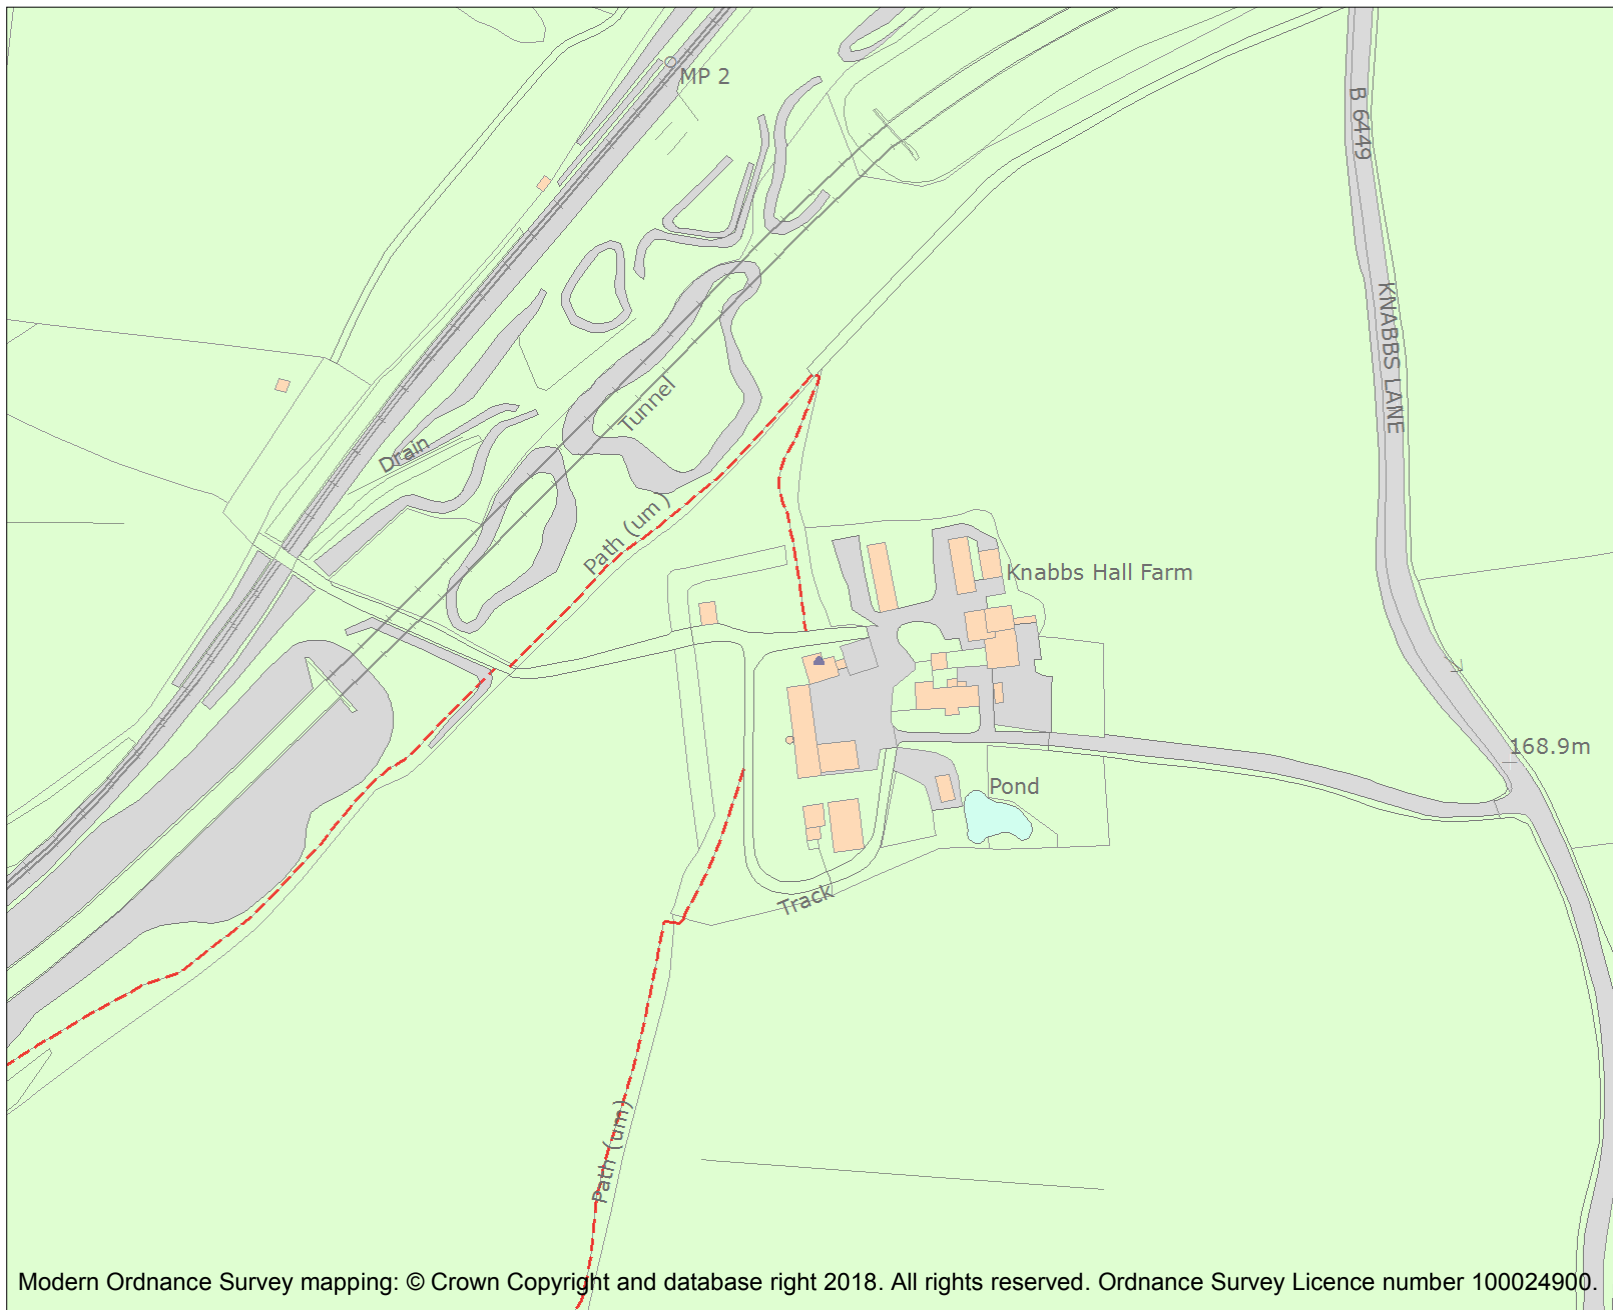 MP 2
B 6449
KNABBS LANE
Tunnel
Drain
Path (um)
Knabbs Hall Farm
168.9m
Pond
Track
Path (um)
Modern Ordnance Survey mapping: © Crown Copyright and database right 2018. All rights reserved. Ordnance Survey Licence number 100024900.